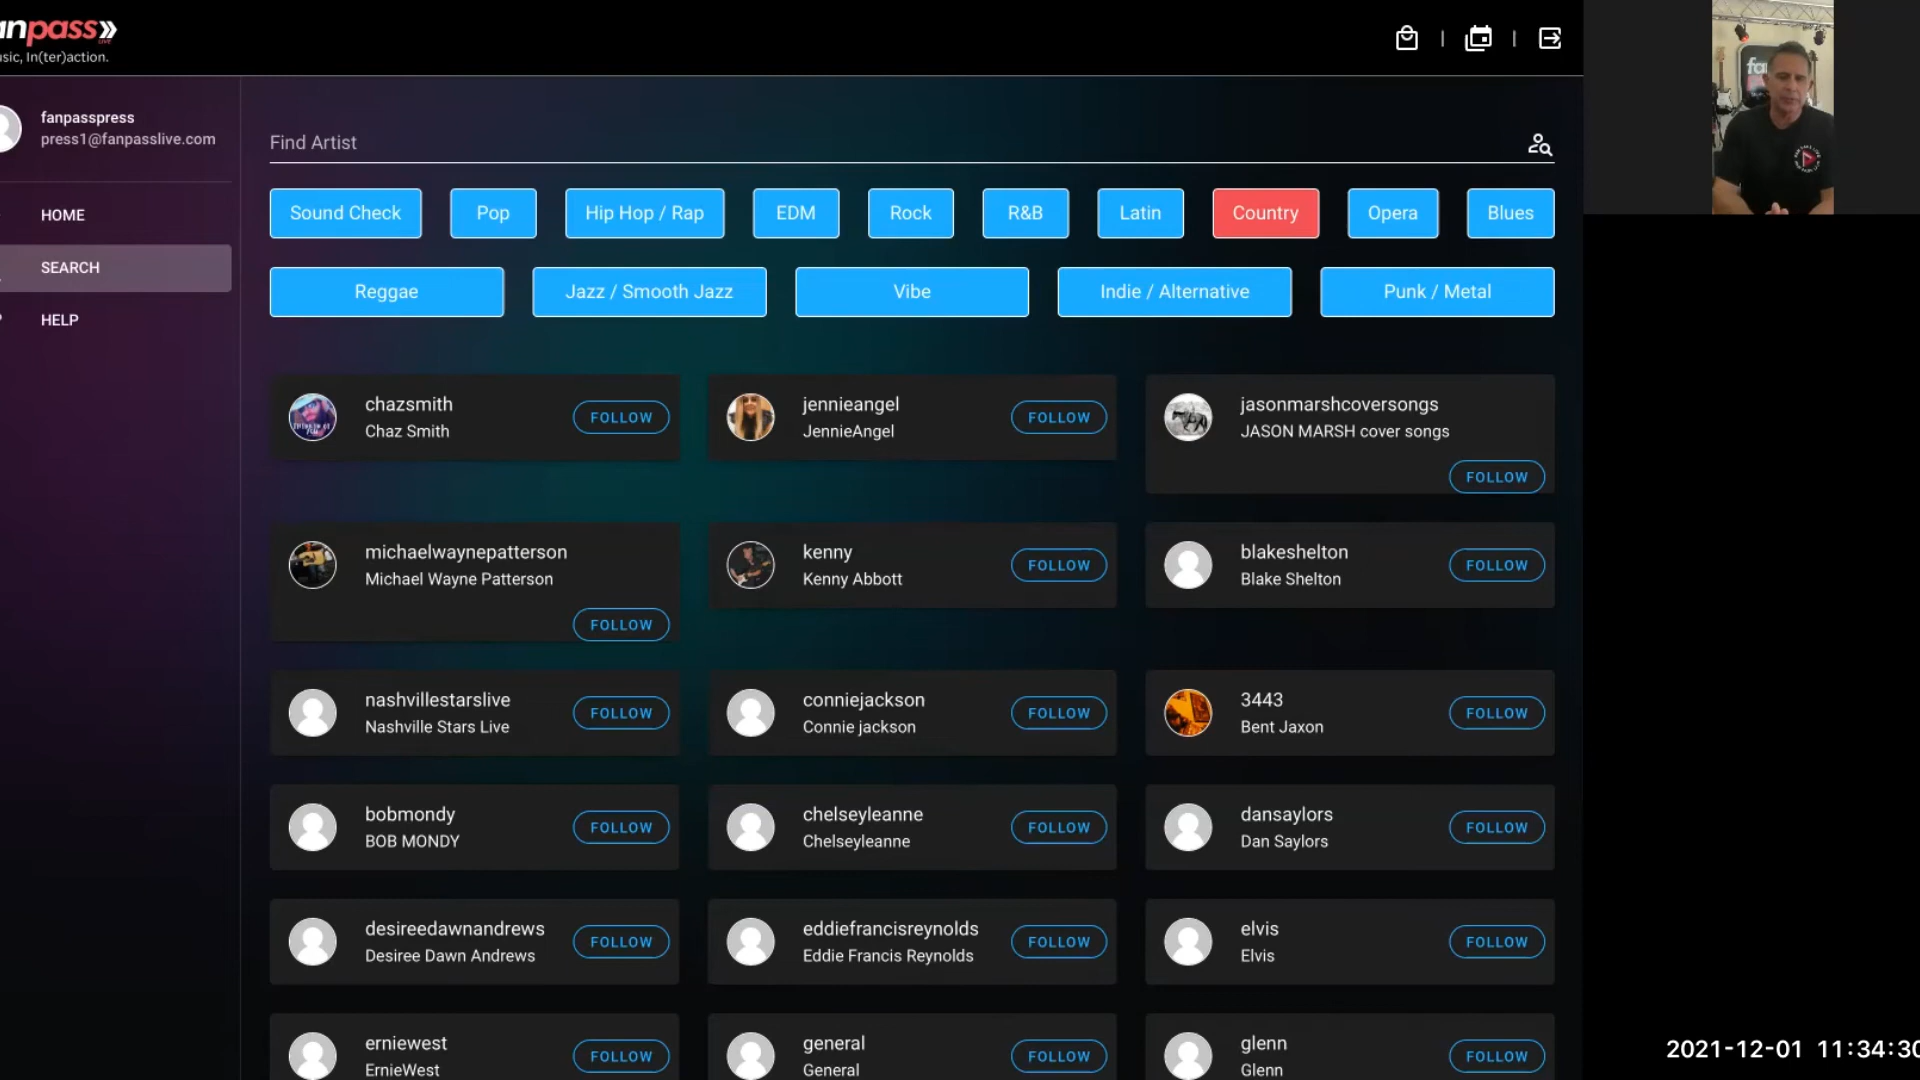 anpass
LIVE
usic, In(ter)action.
fanpasspress
press1@fanpasslive.com
HOME
SEARCH
HELP
Find Artist
Sound Check
Pop
Hip Hop / Rap
EDM
Rock
R&B
Latin
Country
Opera
Blues
Reggae
Jazz / Smooth Jazz
Vibe
Indie / Alternative
Punk / Metal
chazsmith
Chaz Smith
FOLLOW
jennieangel
JennieAngel
FOLLOW
jasonmarshcoversongs
JASON MARSH cover songs
FOLLOW
michaelwaynepatterson
Michael Wayne Patterson
FOLLOW
kenny
Kenny Abbott
FOLLOW
blakeshelton
Blake Shelton
FOLLOW
nashvillestarslive
Nashville Stars Live
FOLLOW
conniejackson
Connie jackson
FOLLOW
3443
Bent Jaxon
FOLLOW
bobmondy
BOB MONDY
FOLLOW
chelseyleanne
Chelseyleanne
FOLLOW
dansaylors
Dan Saylors
FOLLOW
desireedawnandrews
Desiree Dawn Andrews
FOLLOW
eddiefrancisreynolds
Eddie Francis Reynolds
FOLLOW
elvis
Elvis
FOLLOW
erniewest
ErnieWest
FOLLOW
general
General
FOLLOW
glenn
Glenn
FOLLOW
fa
2021-12-01 11:34:30